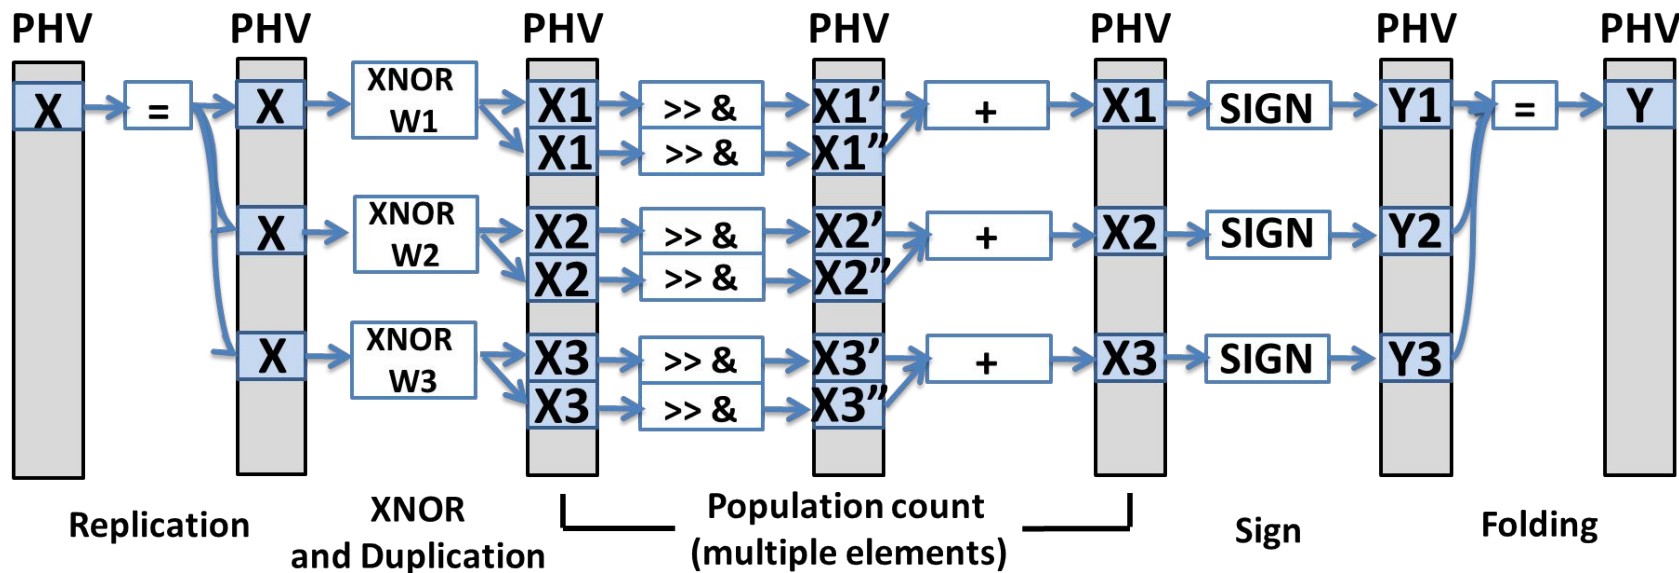 PHV PHV PHV PHV PHV PHV PHV
X = X XNOR W1 X1 >> & X1' + X1 SIGN Y1 = Y
X1 >> & X1"
X XNOR W2 X2 >> & X2' + X2 SIGN Y2
X2 >> & X2"
X XNOR W3 X3 >> & X3' + X3 SIGN Y3
X3 >> & X3"
Replication
XNOR
and Duplication
Population count
(multiple elements)
Sign
Folding